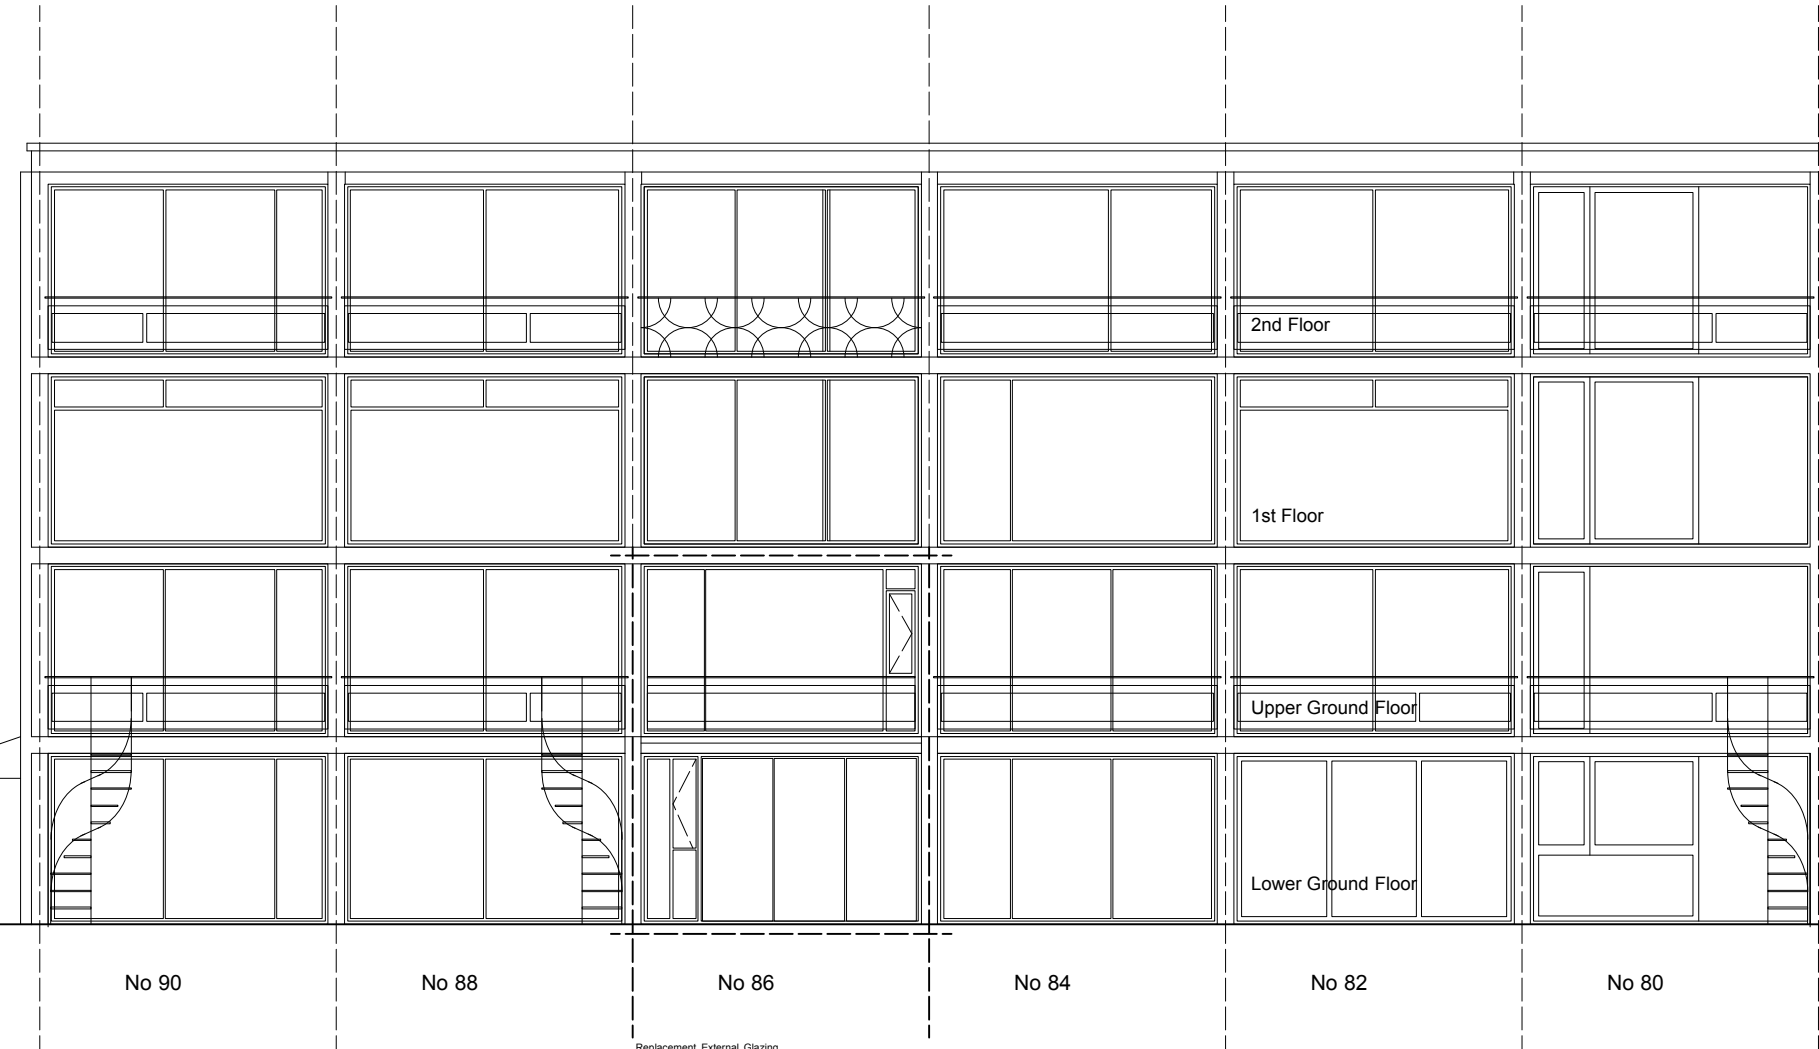 2nd Floor
1st Floor
Upper Ground Floor
Lower Ground Floor
No 90
No 88
No 86
No 84
No 82
No 80
Replacement External Glazing